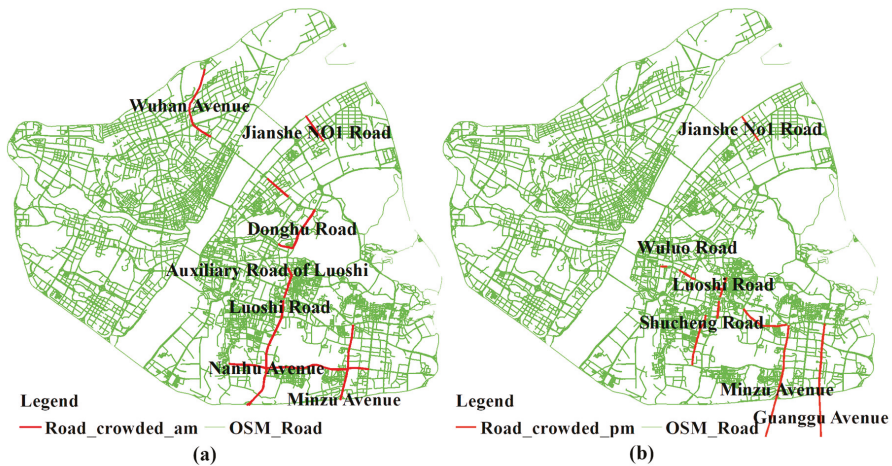 Wuhan Avenue
Jianshe NO1 Road
Donghu Road
Auxiliary Road of Luoshi
Luoshi Road
Nanhu Avenue
Minzu Avenue
Legend
Road_crowded_am
OSM_Road
(a)
Jianshe No1 Road
Wuluo Road
Luoshi Road
Shucheng Road
Minzu Avenue
Guanggu Avenue
Legend
Road_crowded_pm
OSM_Road
(b)